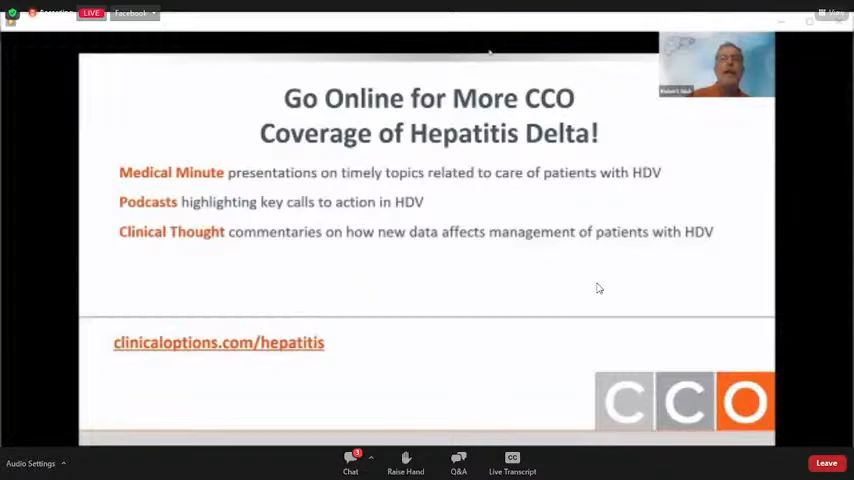 LIVE
Facebook
View
Go Online for More CCO
Coverage of Hepatitis Delta!
Medical Minute presentations on timely topics related to care of patients with HDV
Podcasts highlighting key calls to action in HDV
Clinical Thought commentaries on how new data affects management of patients with HDV
clinicaloptions.com/hepatitis
CCO
Audio Settings
3
Chat
Raise Hand
Q&A
CC
Live Transcript
Leave